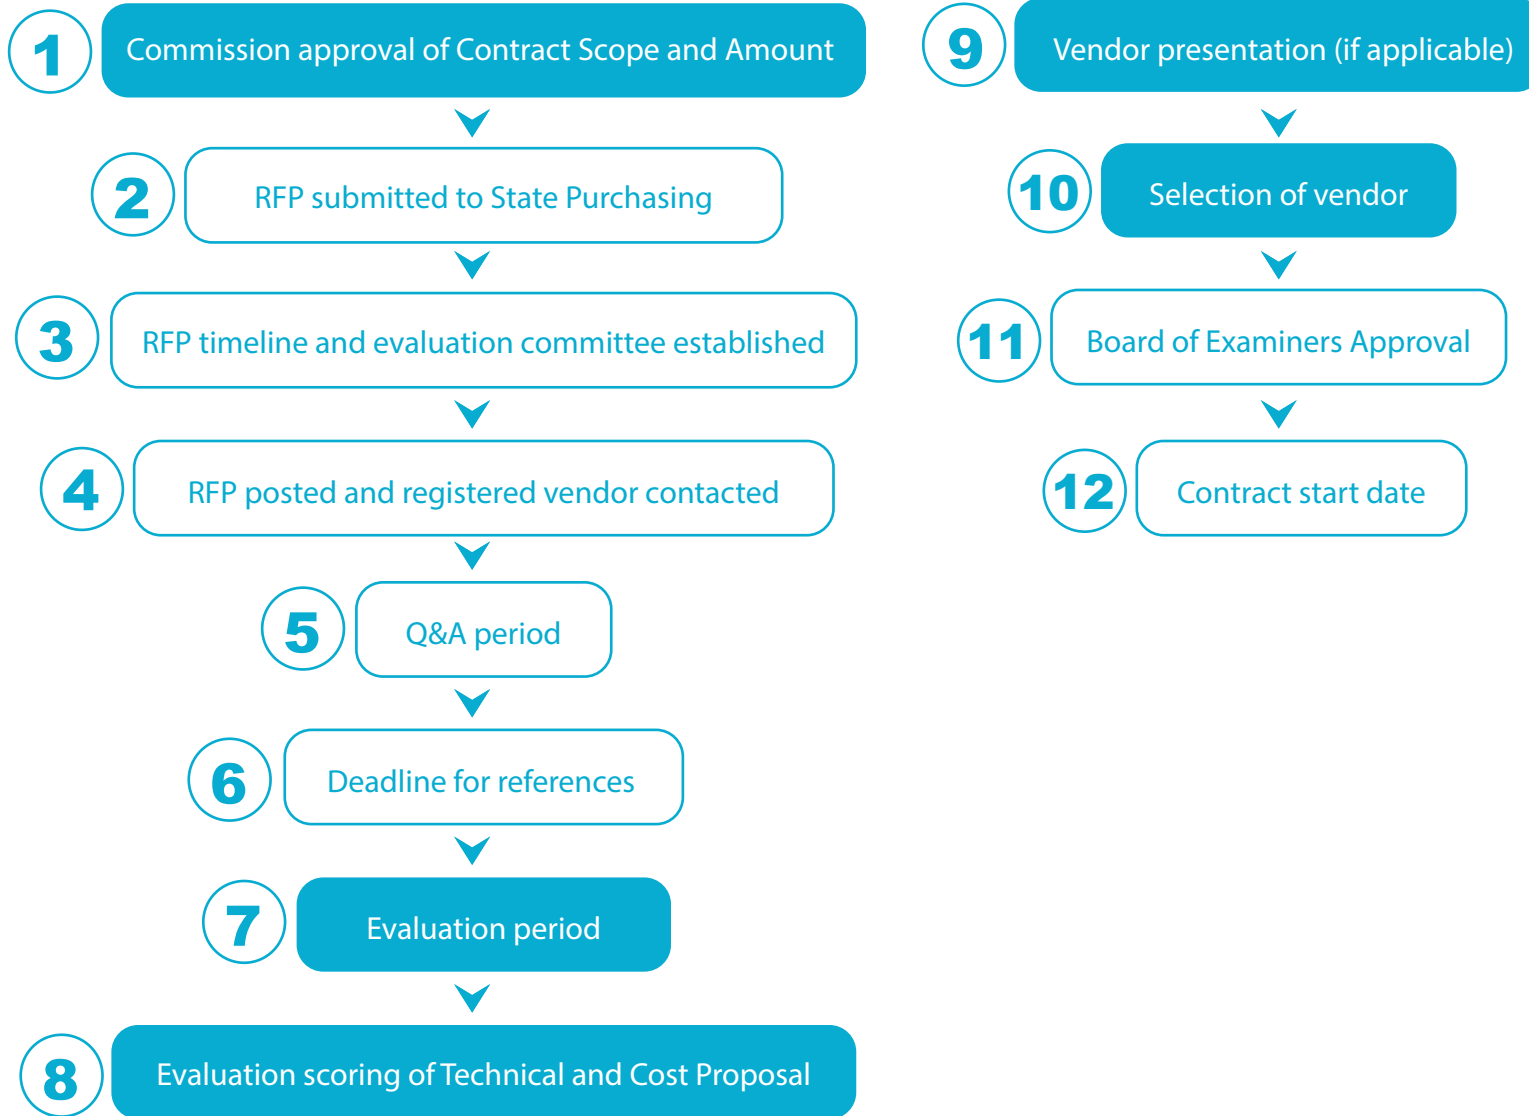 1
Commission approval of Contract Scope and Amount
2
RFP submitted to State Purchasing
3
RFP timeline and evaluation committee established
4
RFP posted and registered vendor contacted
5
Q&A period
6
Deadline for references
7
Evaluation period
8
Evaluation scoring of Technical and Cost Proposal
9
Vendor presentation (if applicable)
10
Selection of vendor
11
Board of Examiners Approval
12
Contract start date